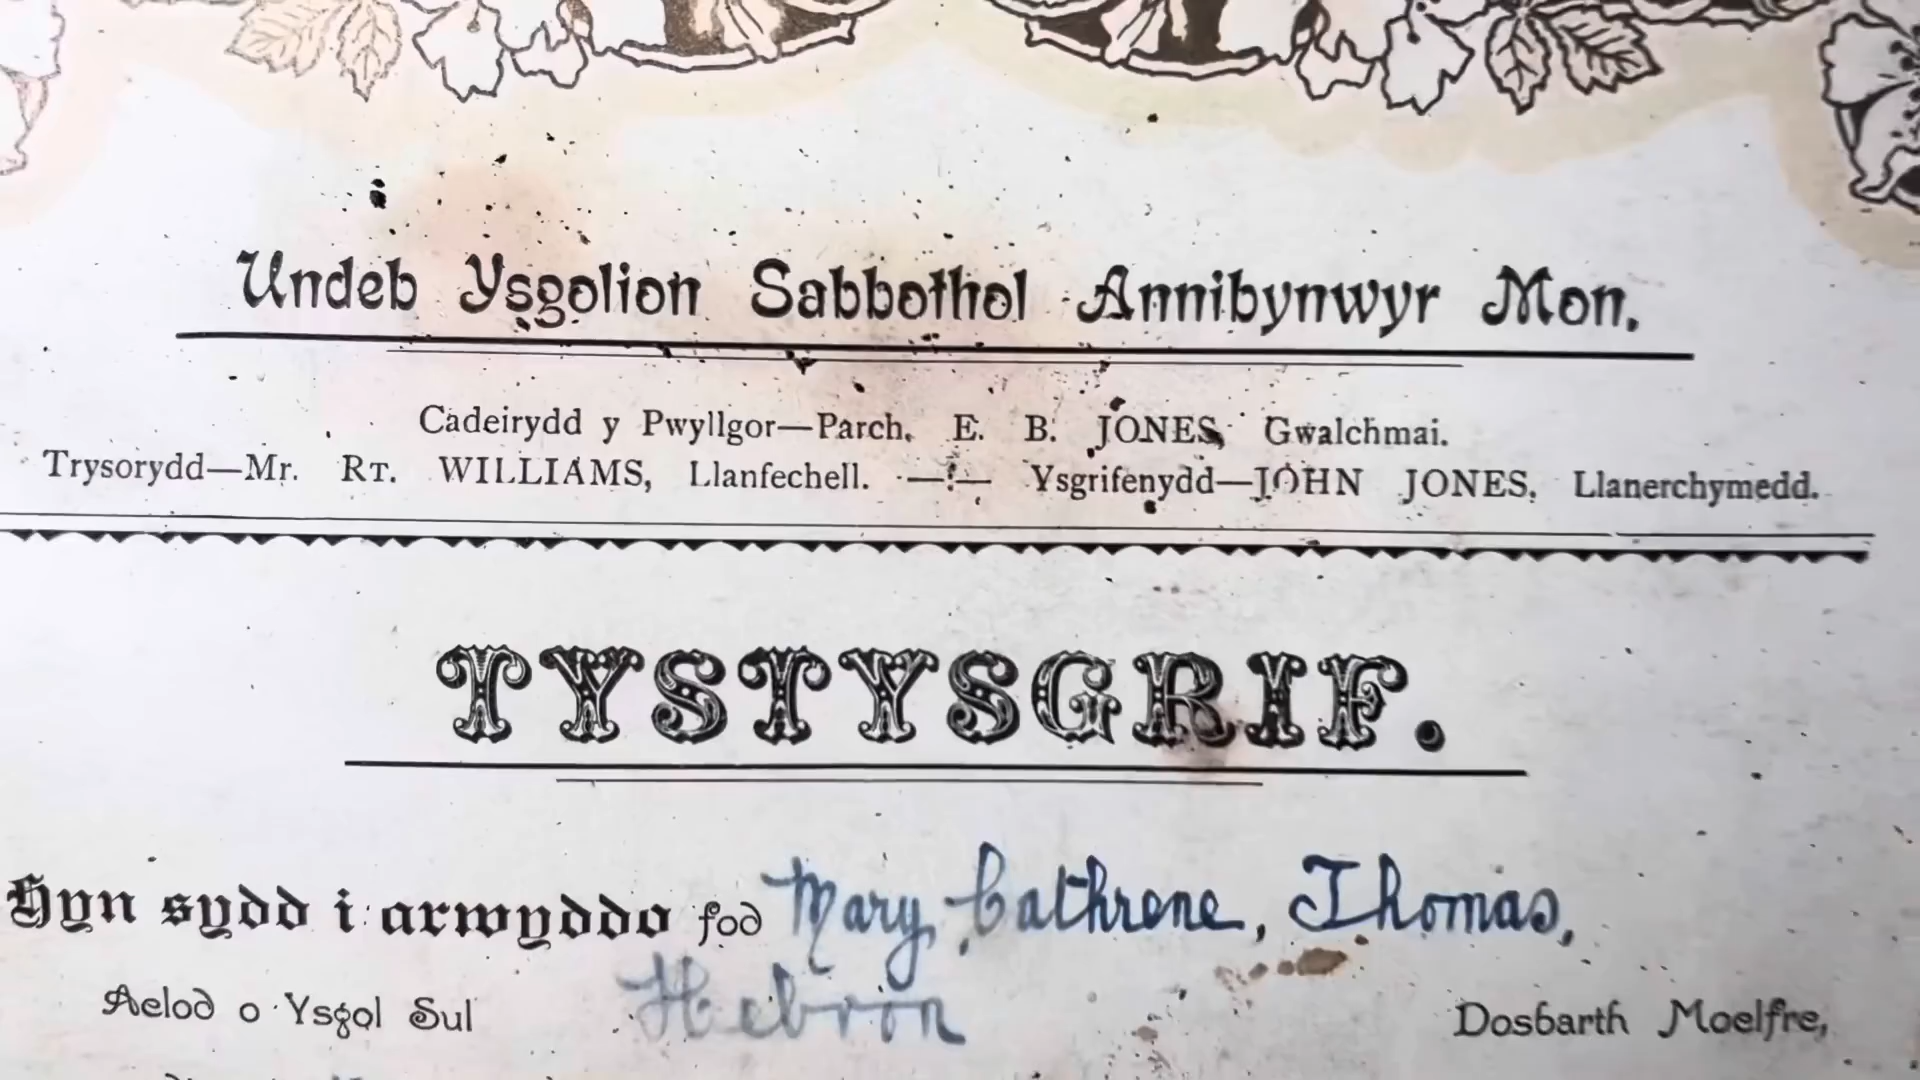 Undeb Ysgolion Sabbothol Annibynwyr Mon.
Cadeirydd y Pwyllgor—Parch. E. B. JONES, Gwalchmai.
Trysorydd—Mr. RT. WILLIAMS, Llanfechell. —:— Ysgrifenydd—JOHN JONES, Llanerchymedd.
TYSTYSGRIF.
Hyn sydd i arwyddo fod Mary Cathrene, Thomas,
Aelod o Ysgol Sul Hebron Dosbarth Moelfre,